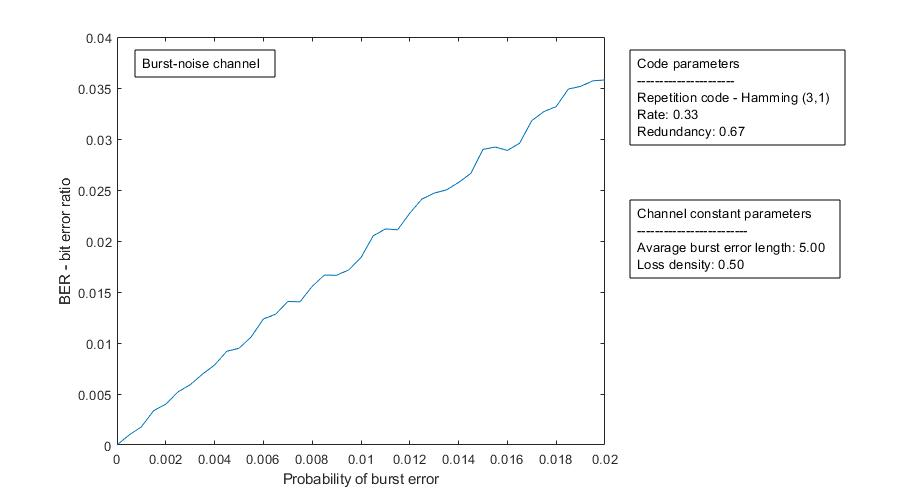 Burst-noise channel
0.04
0.035
0.03
0.025
0.02
0.015
0.01
0.005
0
BER - bit error ratio
0 0.002 0.004 0.006 0.008 0.01 0.012 0.014 0.016 0.018 0.02
Probability of burst error
Code parameters
----------------------
Repetition code - Hamming (3,1)
Rate: 0.33
Redundancy: 0.67
Channel constant parameters
-------------------------
Avarage burst error length: 5.00
Loss density: 0.50